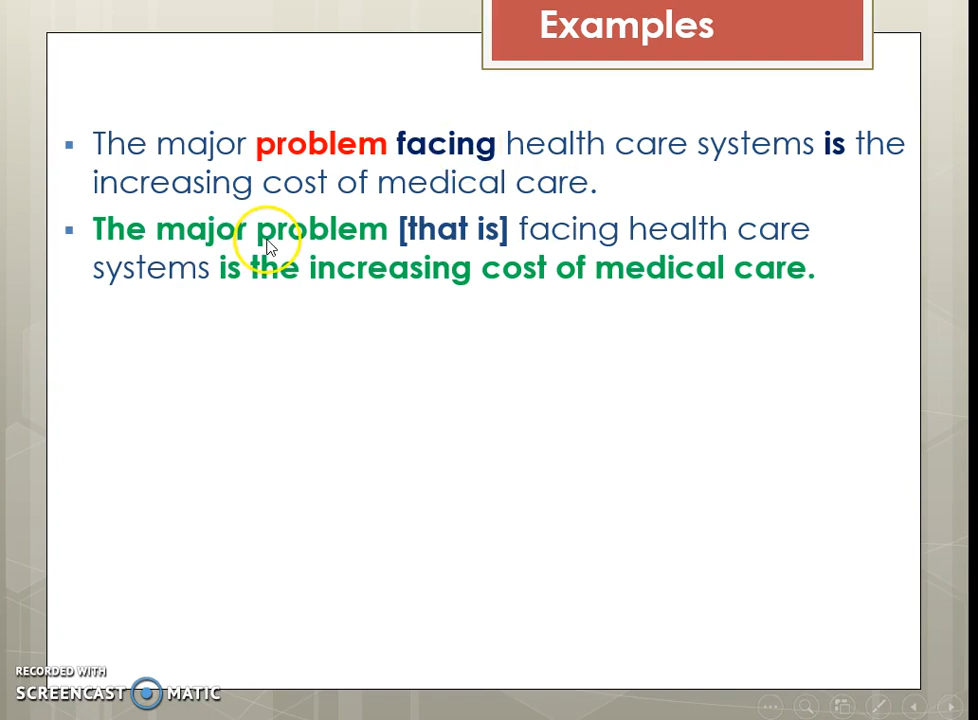 Examples
▪ The major problem facing health care systems is the
increasing cost of medical care.
▪ The major problem [that is] facing health care
systems is the increasing cost of medical care.
RECORDED WITH
SCREENCAST MATIC